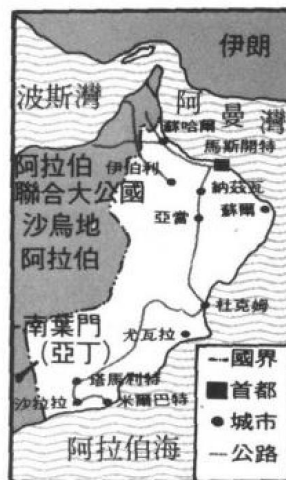 伊朗
波斯灣
阿曼灣
蘇哈爾
馬斯開特
阿拉伯
聯合大公國
伊伯利
納茲瓦
蘇爾
亞當
沙烏地
阿拉伯
杜克姆
尤瓦拉
南葉門
(亞丁)
塔馬利特
沙拉拉
米爾巴特
阿拉伯海
國界
首都
城市
公路